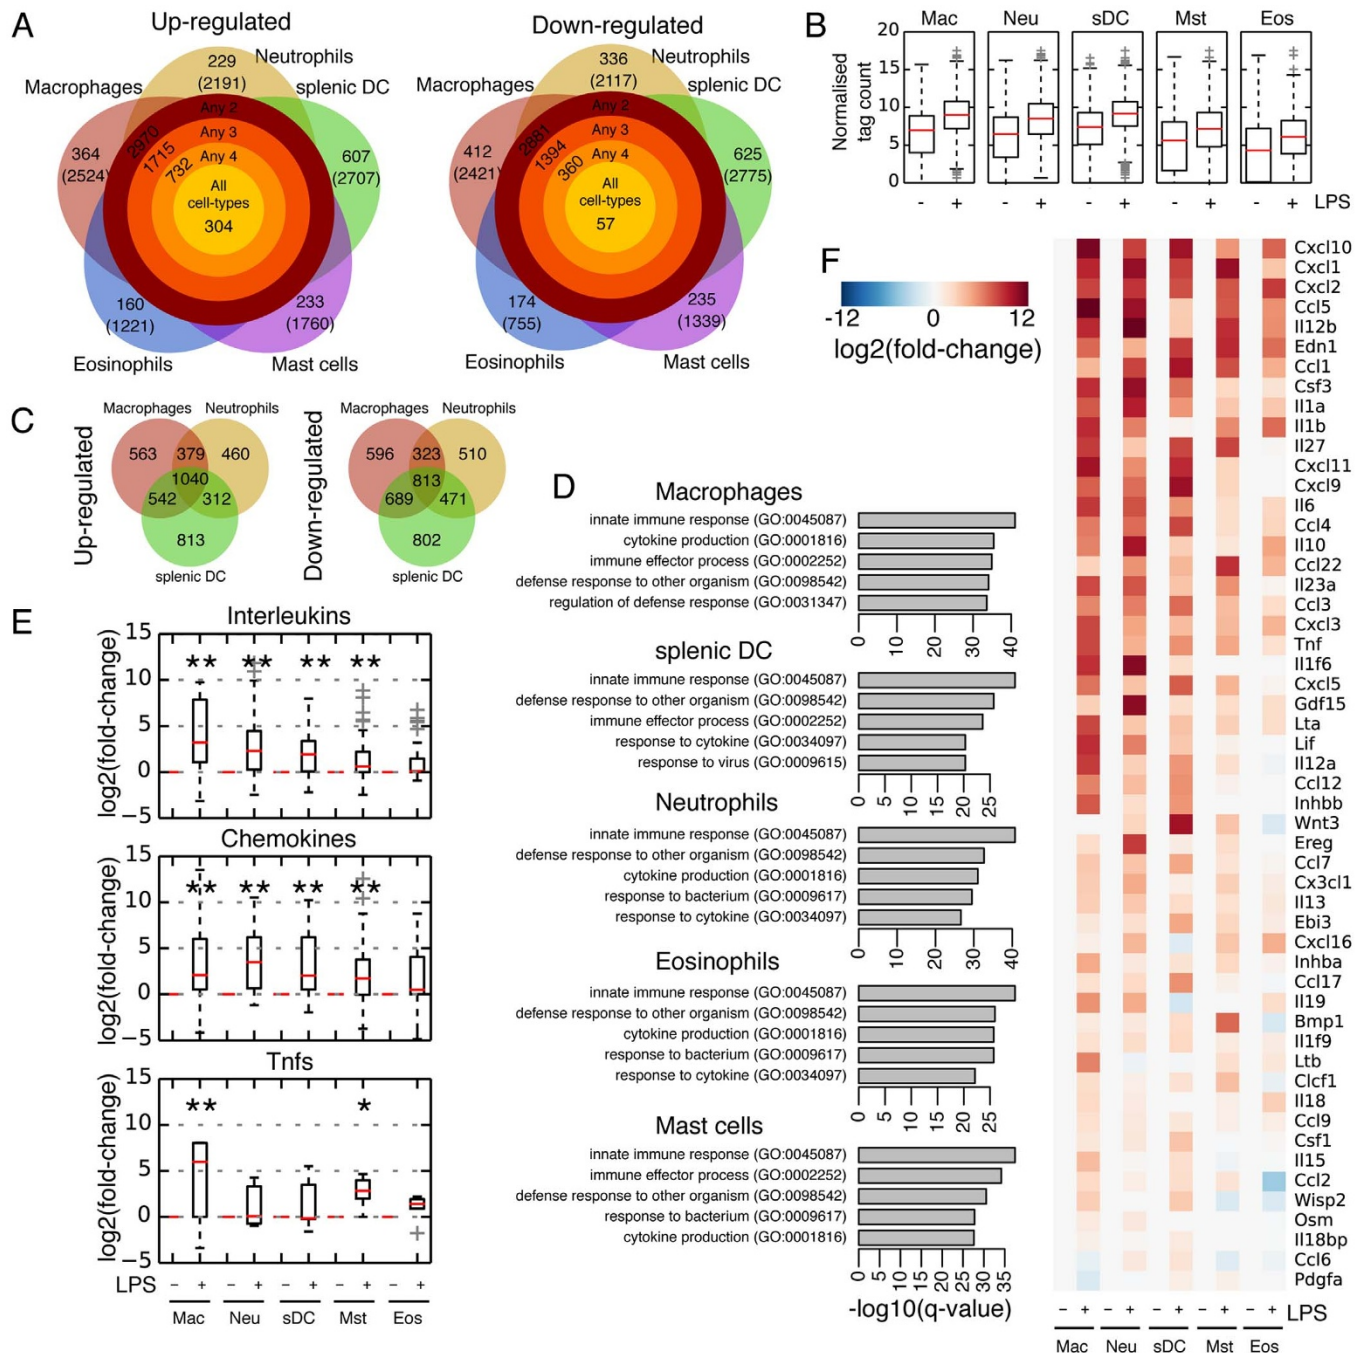 A
Up-regulated
Neutrophils
229
(2191)
Macrophages
splenic DC
364
(2524)
607
(2707)
Any 2
2970
Any 3
1715
Any 4
732
All
cell-types
304
160
(1221)
233
(1760)
Eosinophils
Mast cells
Down-regulated
Neutrophils
336
(2117)
Macrophages
splenic DC
412
(2421)
625
(2775)
Any 2
2881
Any 3
1394
Any 4
360
All
cell-types
57
174
(755)
235
(1339)
Eosinophils
Mast cells
B
Mac Neu sDC Mst Eos
Normalised
tag count
20
15
10
5
0
- + - + - + - + - + LPS
C
Up-regulated
Macrophages Neutrophils
563 379 460
1040
542 312
813
splenic DC
Down-regulated
Macrophages Neutrophils
596 323 510
813
689 471
802
splenic DC
D
Macrophages
innate immune response (GO:0045087)
cytokine production (GO:0001816)
immune effector process (GO:0002252)
defense response to other organism (GO:0098542)
regulation of defense response (GO:0031347)
0 10 20 30 40
splenic DC
innate immune response (GO:0045087)
defense response to other organism (GO:0098542)
immune effector process (GO:0002252)
response to cytokine (GO:0034097)
response to virus (GO:0009615)
0 5 10 15 20 25
Neutrophils
innate immune response (GO:0045087)
defense response to other organism (GO:0098542)
cytokine production (GO:0001816)
response to bacterium (GO:0009617)
response to cytokine (GO:0034097)
0 10 20 30 40
Eosinophils
innate immune response (GO:0045087)
defense response to other organism (GO:0098542)
cytokine production (GO:0001816)
response to bacterium (GO:0009617)
response to cytokine (GO:0034097)
0 5 10 15 20 25
Mast cells
innate immune response (GO:0045087)
immune effector process (GO:0002252)
defense response to other organism (GO:0098542)
response to bacterium (GO:0009617)
cytokine production (GO:0001816)
0 5 10 15 20 25 30 35
-log10(q-value)
E
Interleukins
log2(fold-change)
15
10
5
0
−5
** ** ** **
Chemokines
log2(fold-change)
15
10
5
0
−5
** ** ** **
Tnfs
log2(fold-change)
15
10
5
0
−5
** *
LPS - + - + - + - + - +
Mac Neu sDC Mst Eos
F
-12 0 12
log2(fold-change)
Cxcl10
Cxcl1
Cxcl2
Ccl5
Il12b
Edn1
Ccl1
Csf3
Il1a
Il1b
Il27
Cxcl11
Cxcl9
Il6
Ccl4
Il10
Ccl22
Il23a
Ccl3
Cxcl3
Tnf
Il1f6
Cxcl5
Gdf15
Lta
Lif
Il12a
Ccl12
Inhbb
Wnt3
Ereg
Ccl7
Cx3cl1
Il13
Ebi3
Cxcl16
Inhba
Ccl17
Il19
Bmp1
Il1f9
Ltb
Clcf1
Il18
Ccl9
Csf1
Il15
Ccl2
Wisp2
Osm
Il18bp
Ccl6
Pdgfa
- + - + - + - + - + LPS
Mac Neu sDC Mst Eos